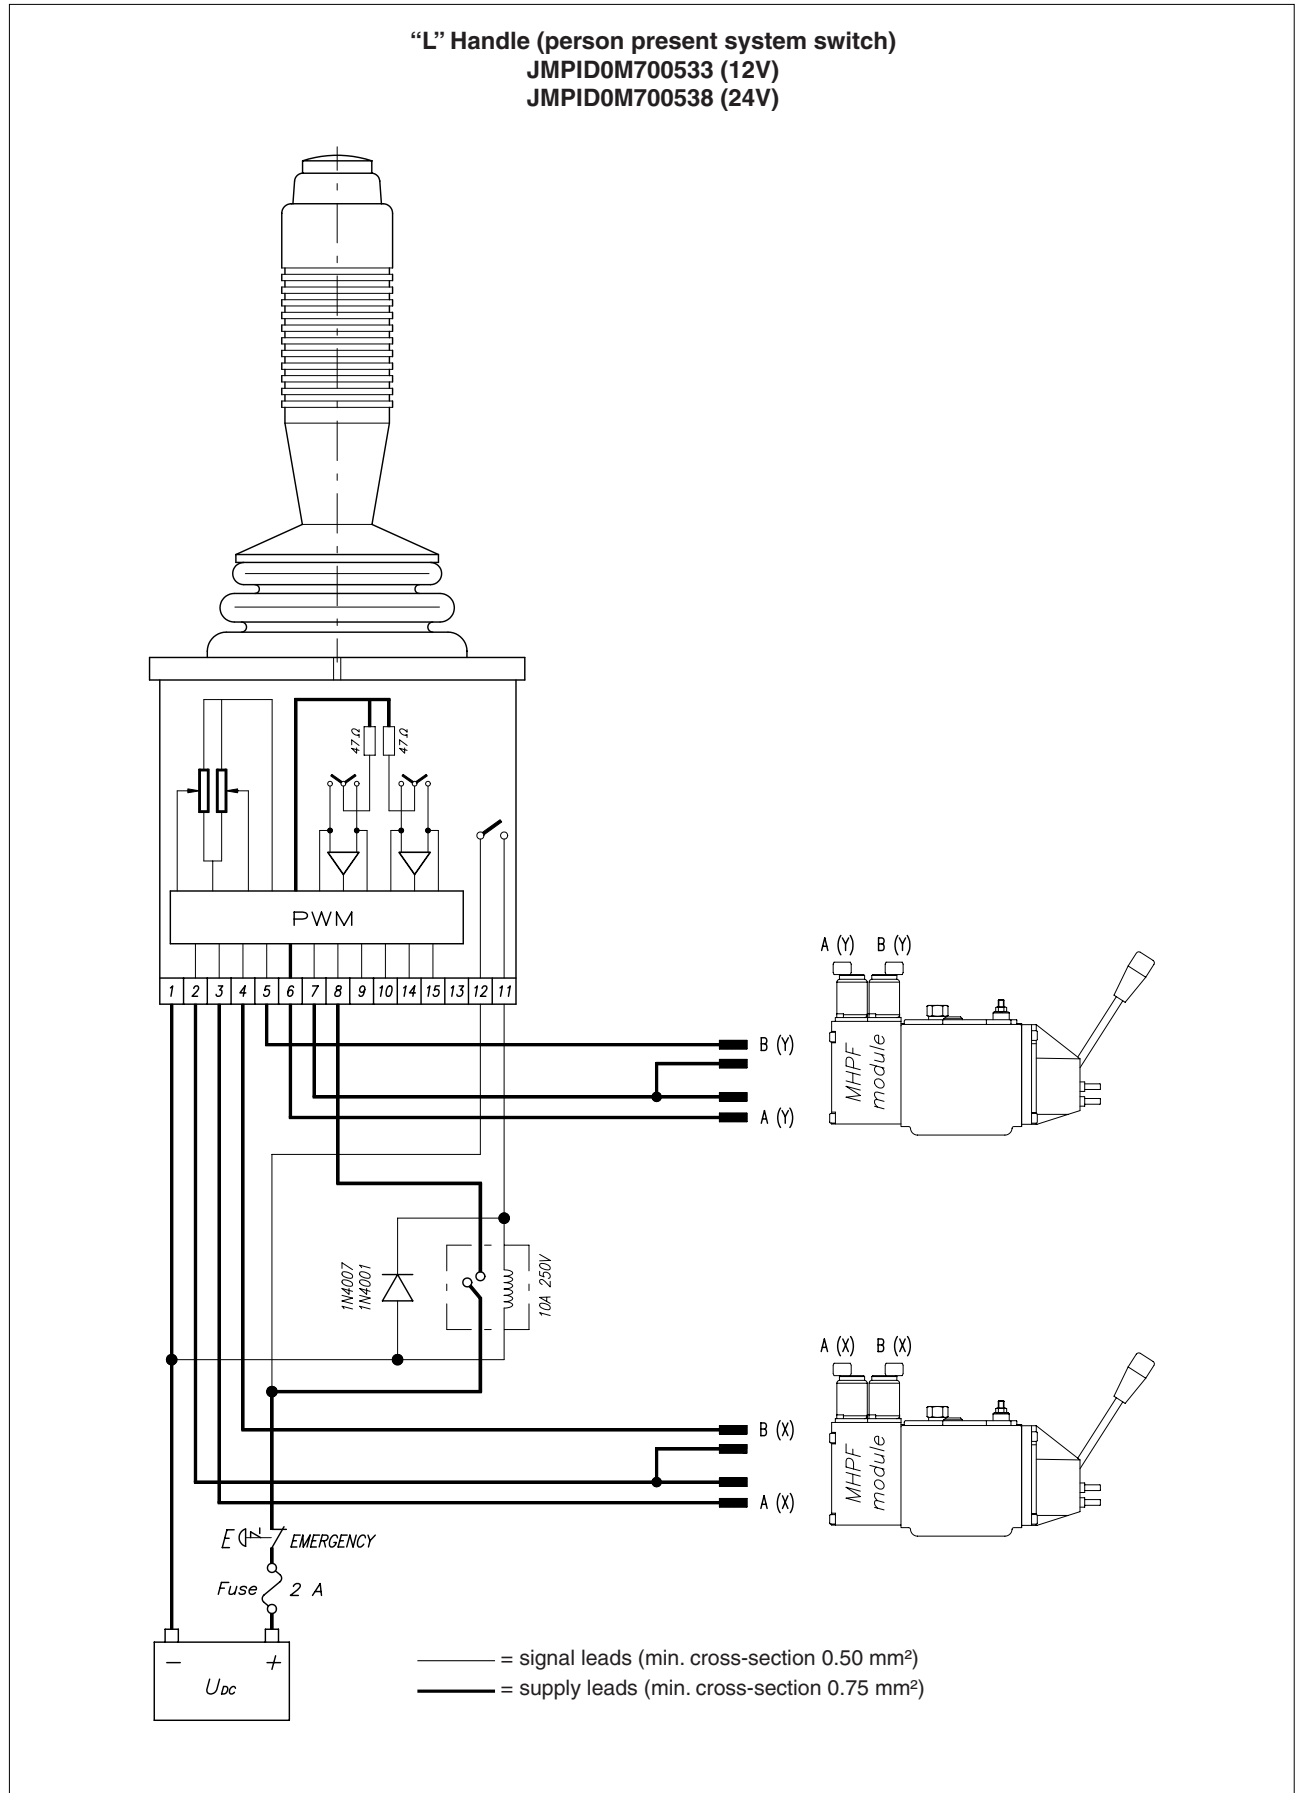 “L” Handle (person present system switch)
JMPID0M700533 (12V)
JMPID0M700538 (24V)
47Ω 47Ω
PWM
1 2 3 4 5 6 7 8 9 10 14 15 13 12 11
A (Y) B (Y)
B (Y)
MHPF
module
A (Y)
1N4007
1N4001
10A 250V
A (X) B (X)
B (X)
MHPF
module
A (X)
E EMERGENCY
Fuse 2 A
− +
UDC
= signal leads (min. cross-section 0.50 mm²)
= supply leads (min. cross-section 0.75 mm²)